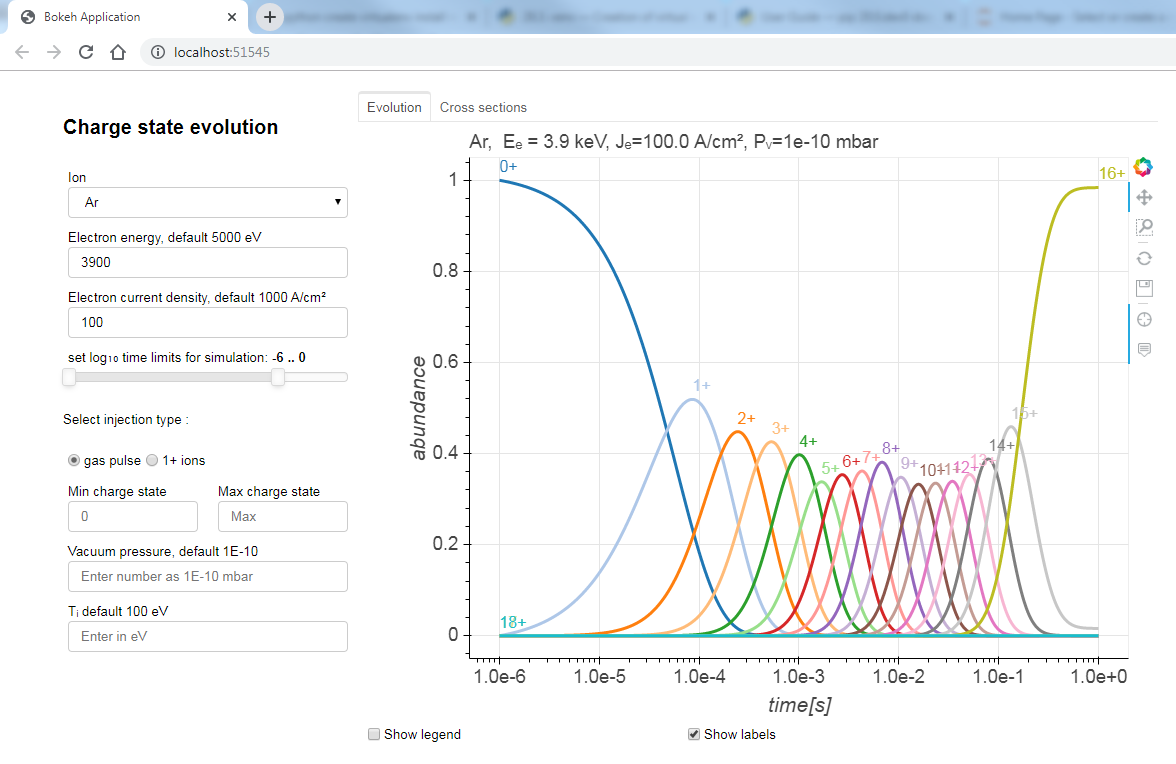 Bokeh Application
localhost:51545
Evolution Cross sections
Charge state evolution
Ion
Ar
Electron energy, default 5000 eV
3900
Electron current density, default 1000 A/cm²
100
set log₁₀ time limits for simulation: -6 .. 0
Select injection type :
gas pulse 1+ ions
Min charge state Max charge state
0 Max
Vacuum pressure, default 1E-10
Enter number as 1E-10 mbar
Tᵢ default 100 eV
Enter in eV
Ar, Eₑ = 3.9 keV, Jₑ=100.0 A/cm², Pᵥ=1e-10 mbar
abundance
1
0.8
0.6
0.4
0.2
0
0+
1+
2+
3+
4+
5+
6+
7+
8+
9+
10+
11+
12+
13+
14+
15+
16+
18+
1.0e-6 1.0e-5 1.0e-4 1.0e-3 1.0e-2 1.0e-1 1.0e+0
time[s]
Show legend Show labels